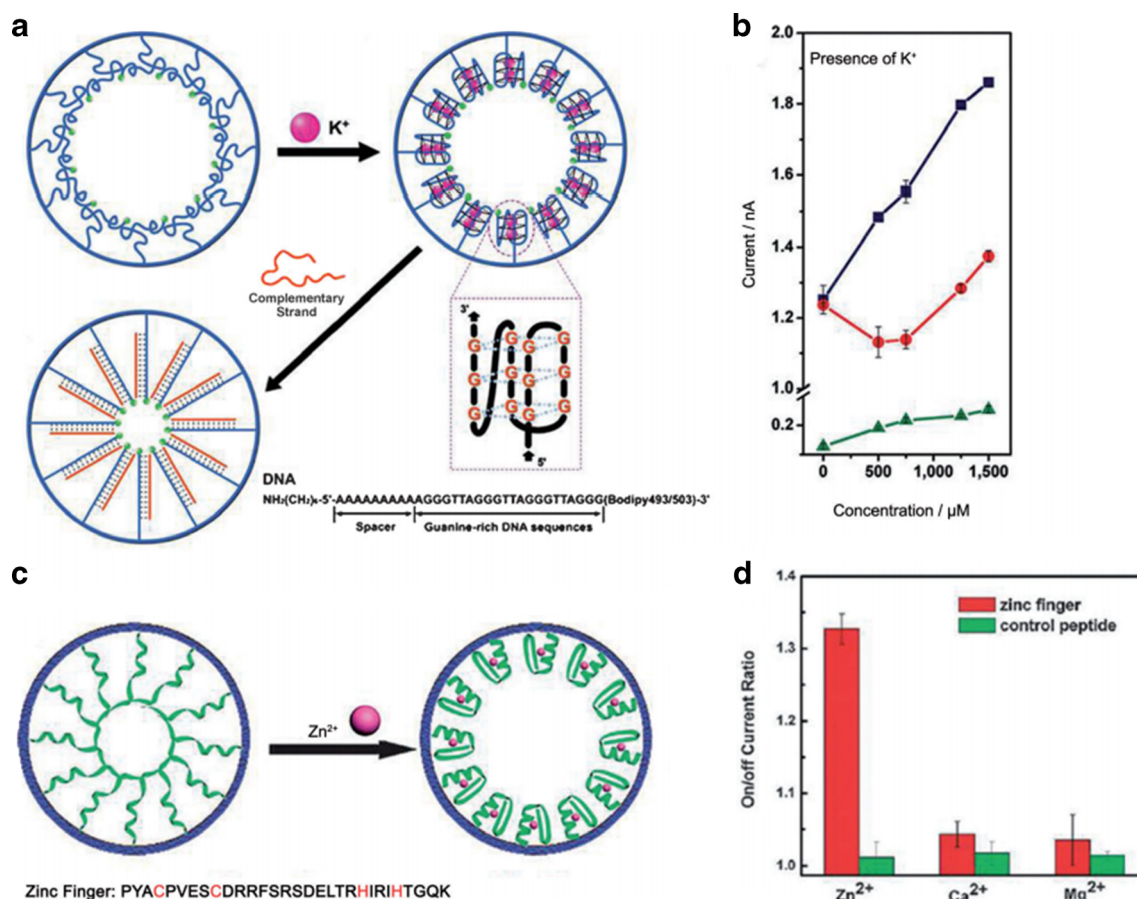 a
K⁺
Complementary
Strand
3'
G G G
G G G
G G G
5'
DNA
NH₂(CH₂)₆-5'-AAAAAAAAAAGGGTTAGGGTTAGGGTTAGGG(Bodipy493/503)-3'
Spacer
Guanine-rich DNA sequences
b
Presence of K⁺
Current / nA
2.0
1.8
1.6
1.4
1.2
1.0
0.2
0 500 1,000 1,500
Concentration / µM
c
Zn²⁺
Zinc Finger: PYACPVESCDRRFSRSDELTRHIRIHTGQK
d
On/off Current Ratio
1.4
1.3
1.2
1.1
1.0
zinc finger
control peptide
Zn²⁺ Ca²⁺ Mg²⁺